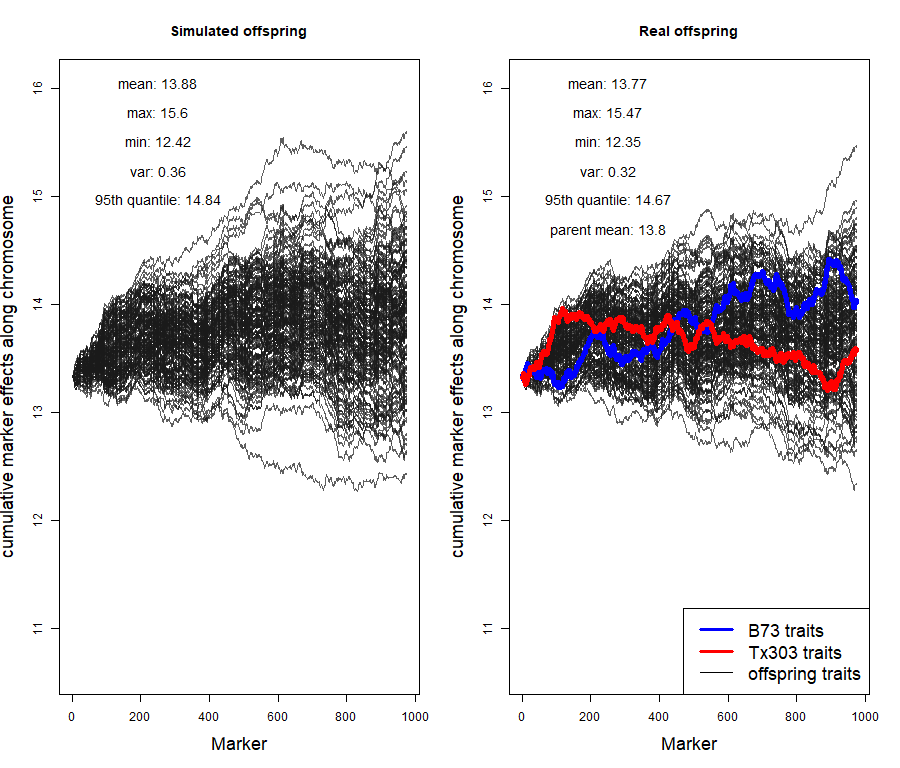 Simulated offspring
mean: 13.88
max: 15.6
min: 12.42
var: 0.36
95th quantile: 14.84
cumulative marker effects along chromosome
16
15
14
13
12
11
0 200 400 600 800 1000
Marker
Real offspring
mean: 13.77
max: 15.47
min: 12.35
var: 0.32
95th quantile: 14.67
parent mean: 13.8
cumulative marker effects along chromosome
16
15
14
13
12
11
B73 traits
Tx303 traits
offspring traits
0 200 400 600 800 1000
Marker